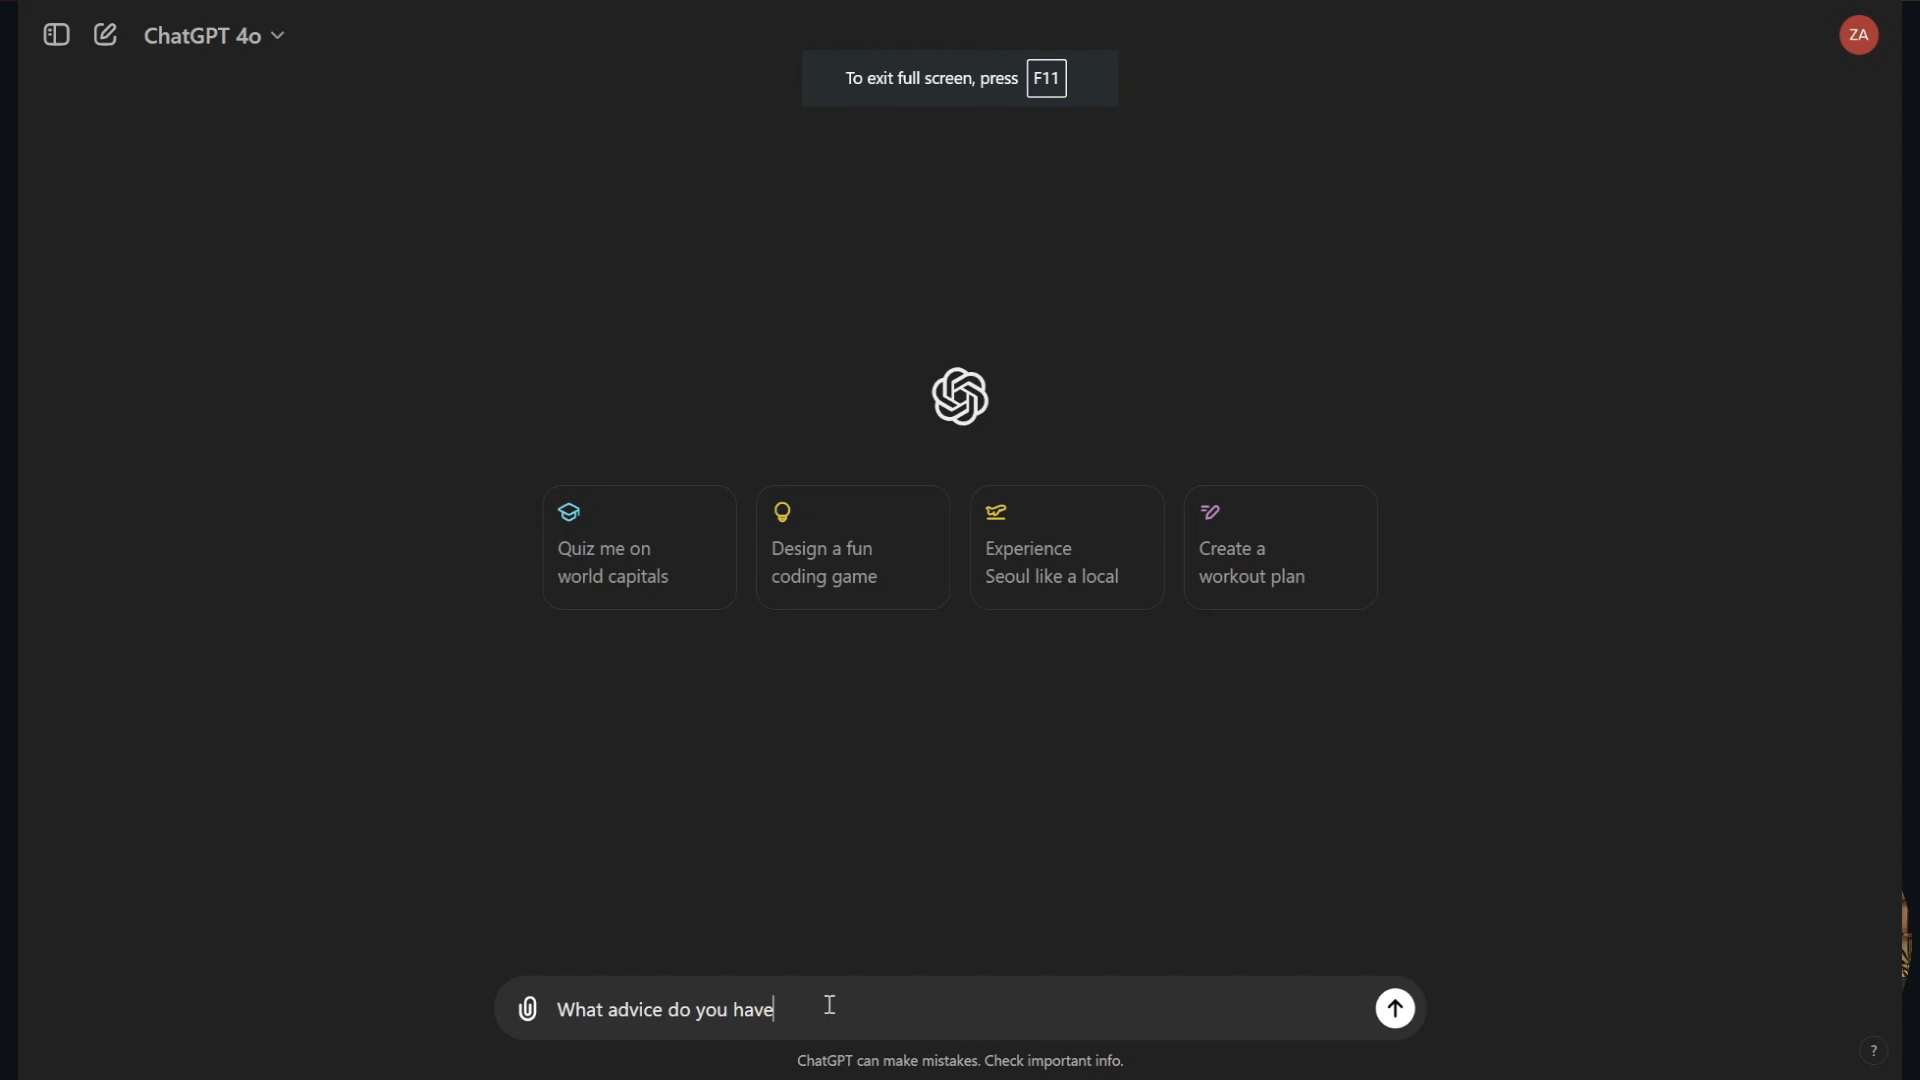 ChatGPT 4o
ZA
To exit full screen, press F11
Quiz me on
world capitals
Design a fun
coding game
Experience
Seoul like a local
Create a
workout plan
What advice do you have
ChatGPT can make mistakes. Check important info.
?